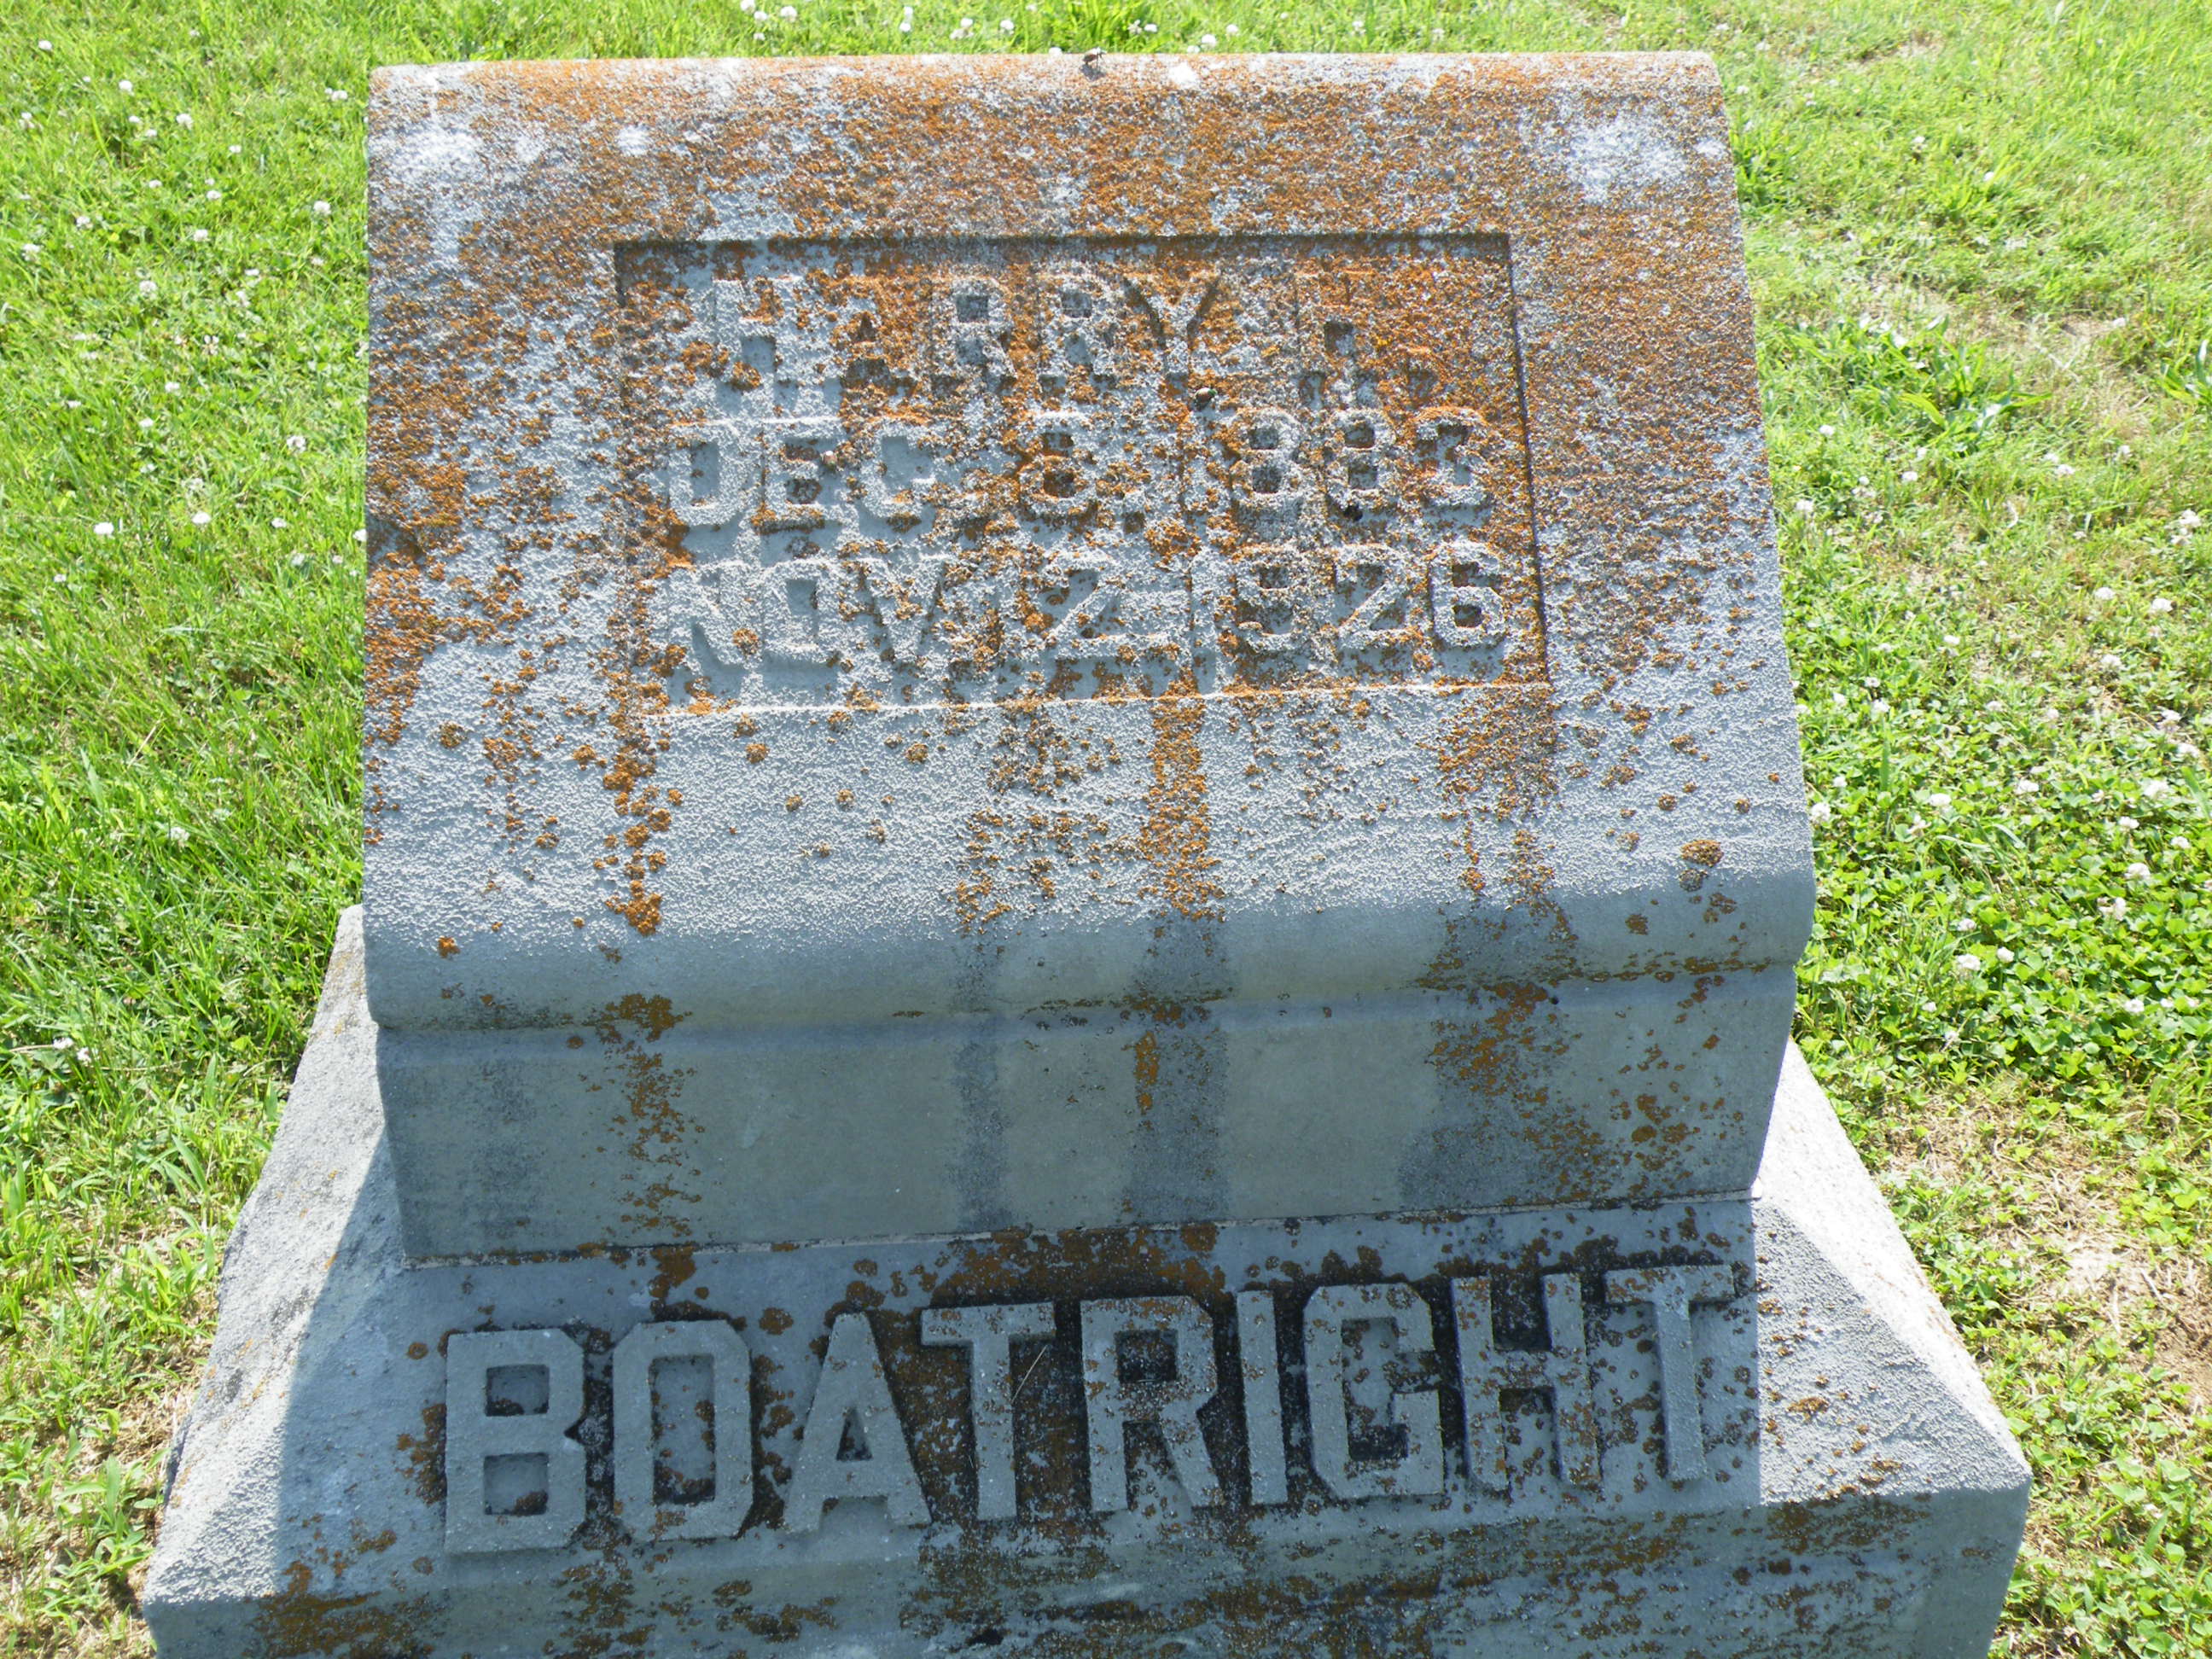 HARRY
DEC. 8, 1883
NOV. 12, 1926
BOATRIGHT